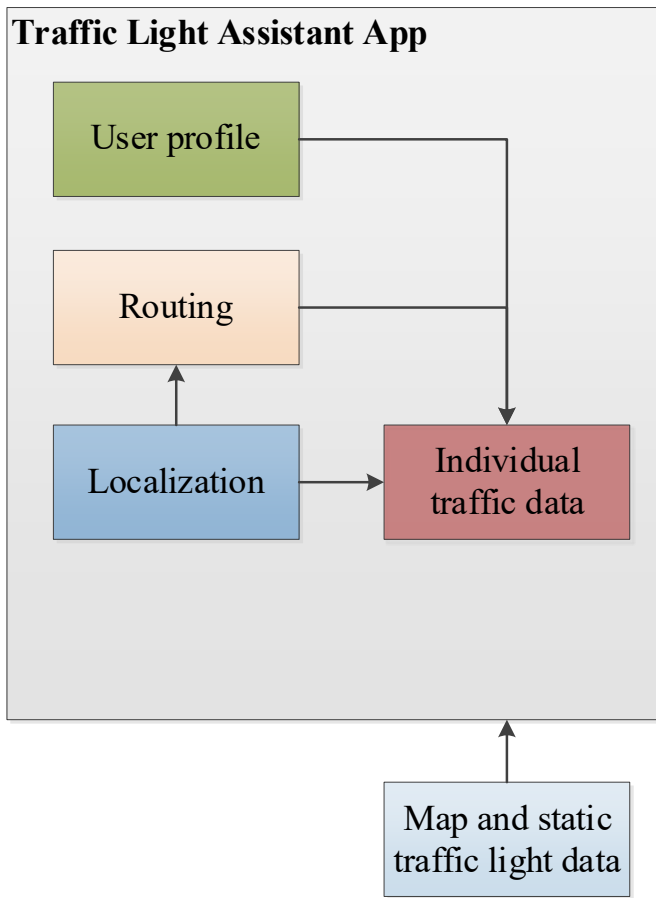 Traffic Light Assistant App
User profile
Routing
Localization
Individual
traffic data
Map and static
traffic light data